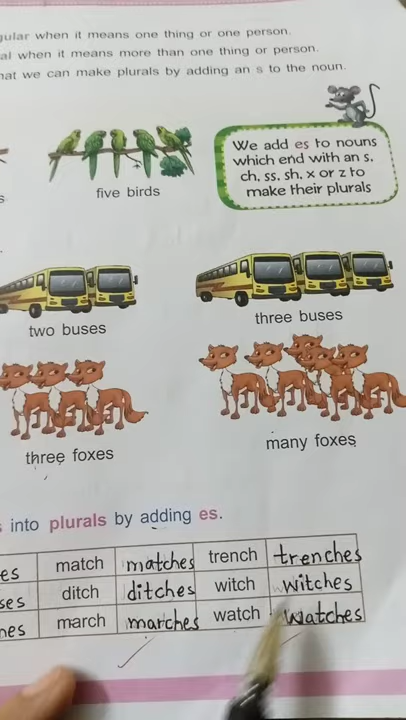 gular when it means one thing or one person.
al when it means more than one thing or person.
hat we can make plurals by adding an s to the noun.
We add es to nouns
which end with an s,
ch, ss, sh, x or z to
make their plurals
s
five birds
two buses
three buses
three foxes
many foxes
s into plurals by adding es.
es match matches trench trenches
ses ditch ditches witch witches
hes march marches watch watches